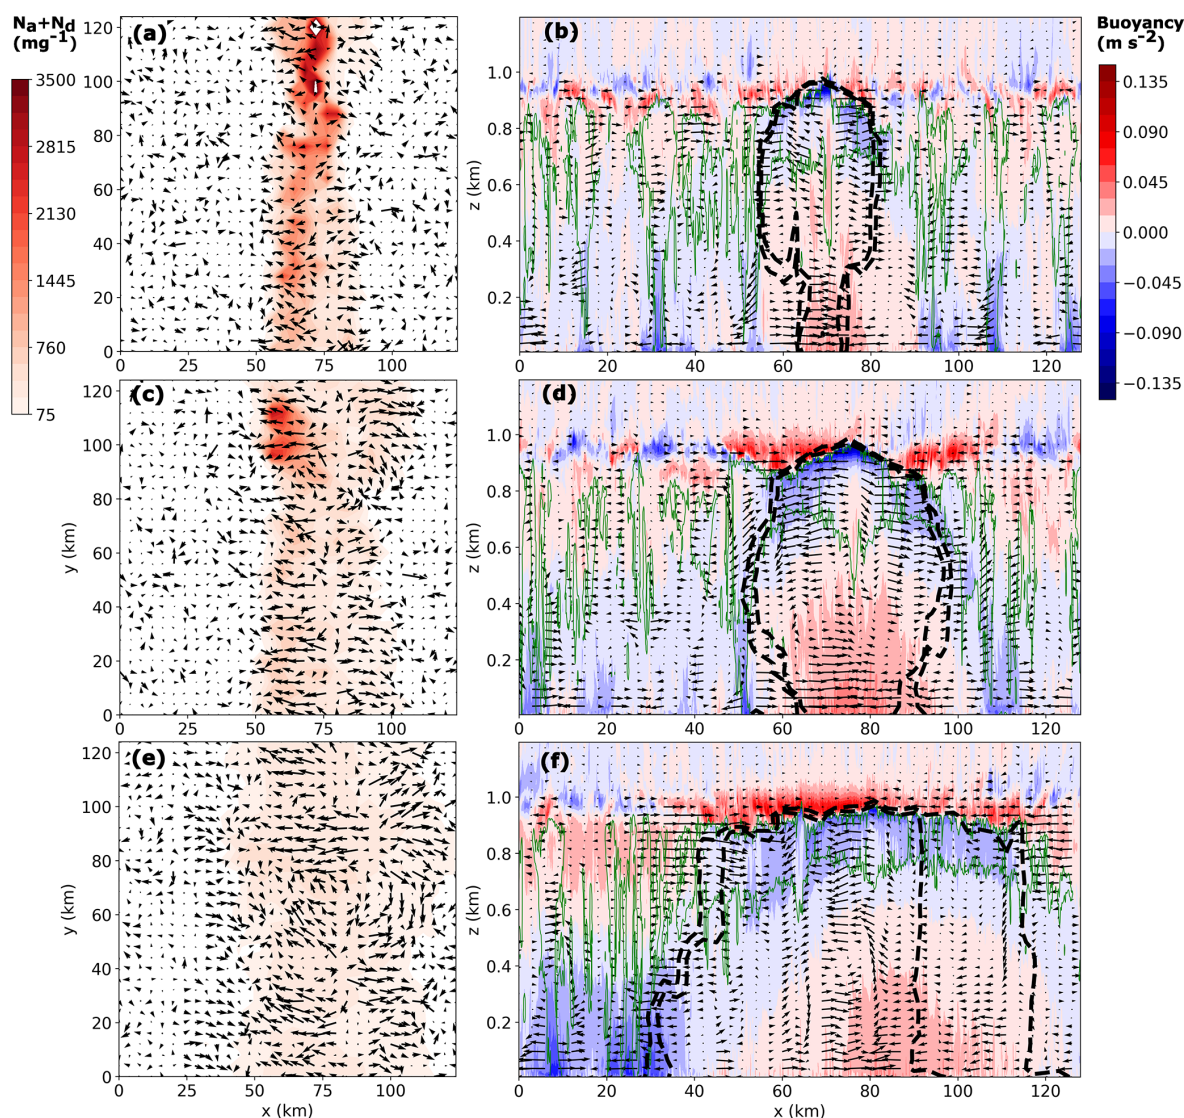 Nₐ+N_d
(mg⁻¹)
3500
2815
2130
1445
760
75
(a)
120
100
80
60
40
20
0
0 25 50 75 100
(b)
1.0
0.8
0.6
0.4
0.2
z (km)
0 20 40 60 80 100 120
Buoyancy
(m s⁻²)
0.135
0.090
0.045
0.000
−0.045
−0.090
−0.135
(c)
120
100
80
60
40
20
0
y (km)
0 25 50 75 100
(d)
1.0
0.8
0.6
0.4
0.2
z (km)
0 20 40 60 80 100 120
(e)
120
100
80
60
40
20
0
y (km)
0 25 50 75 100
x (km)
(f)
1.0
0.8
0.6
0.4
0.2
z (km)
0 20 40 60 80 100 120
x (km)